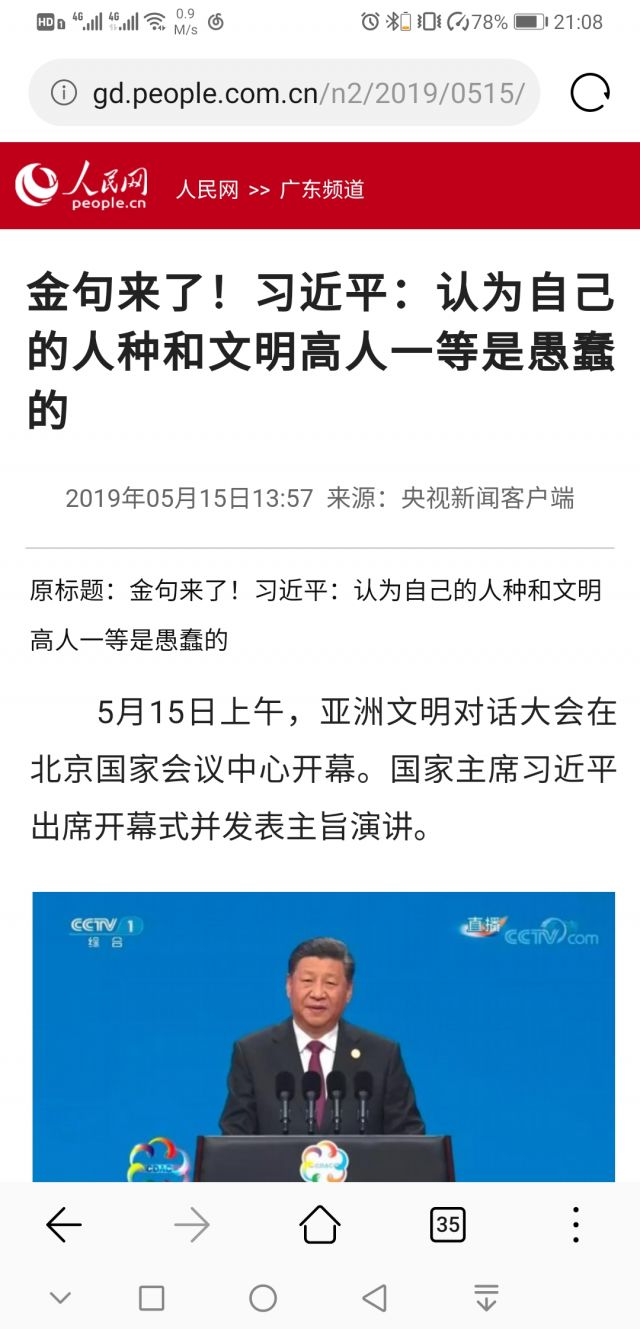 HD 1 4G 4G 0.9 M/s 78% 21:08
gd.people.com.cn/n2/2019/0515/
人民网 people.cn 人民网 >> 广东频道
金句来了！习近平：认为自己
的人种和文明高人一等是愚蠢
的
2019年05月15日13:57 来源：央视新闻客户端
原标题：金句来了！习近平：认为自己的人种和文明
高人一等是愚蠢的
5月15日上午，亚洲文明对话大会在
北京国家会议中心开幕。国家主席习近平
出席开幕式并发表主旨演讲。
CCTV 1 直播 CCTV.com
综合
CDAC CDAC
35